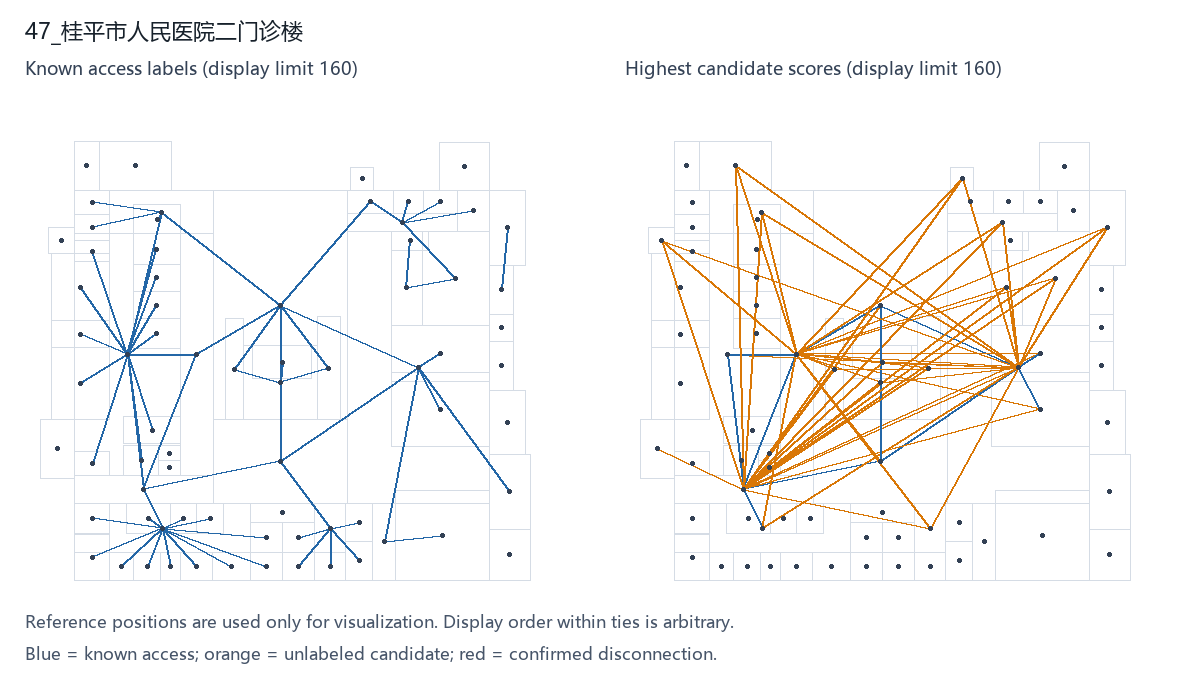 47_桂平市人民医院二门诊楼
Known access labels (display limit 160)
Highest candidate scores (display limit 160)
Reference positions are used only for visualization. Display order within ties is arbitrary.
Blue = known access; orange = unlabeled candidate; red = confirmed disconnection.